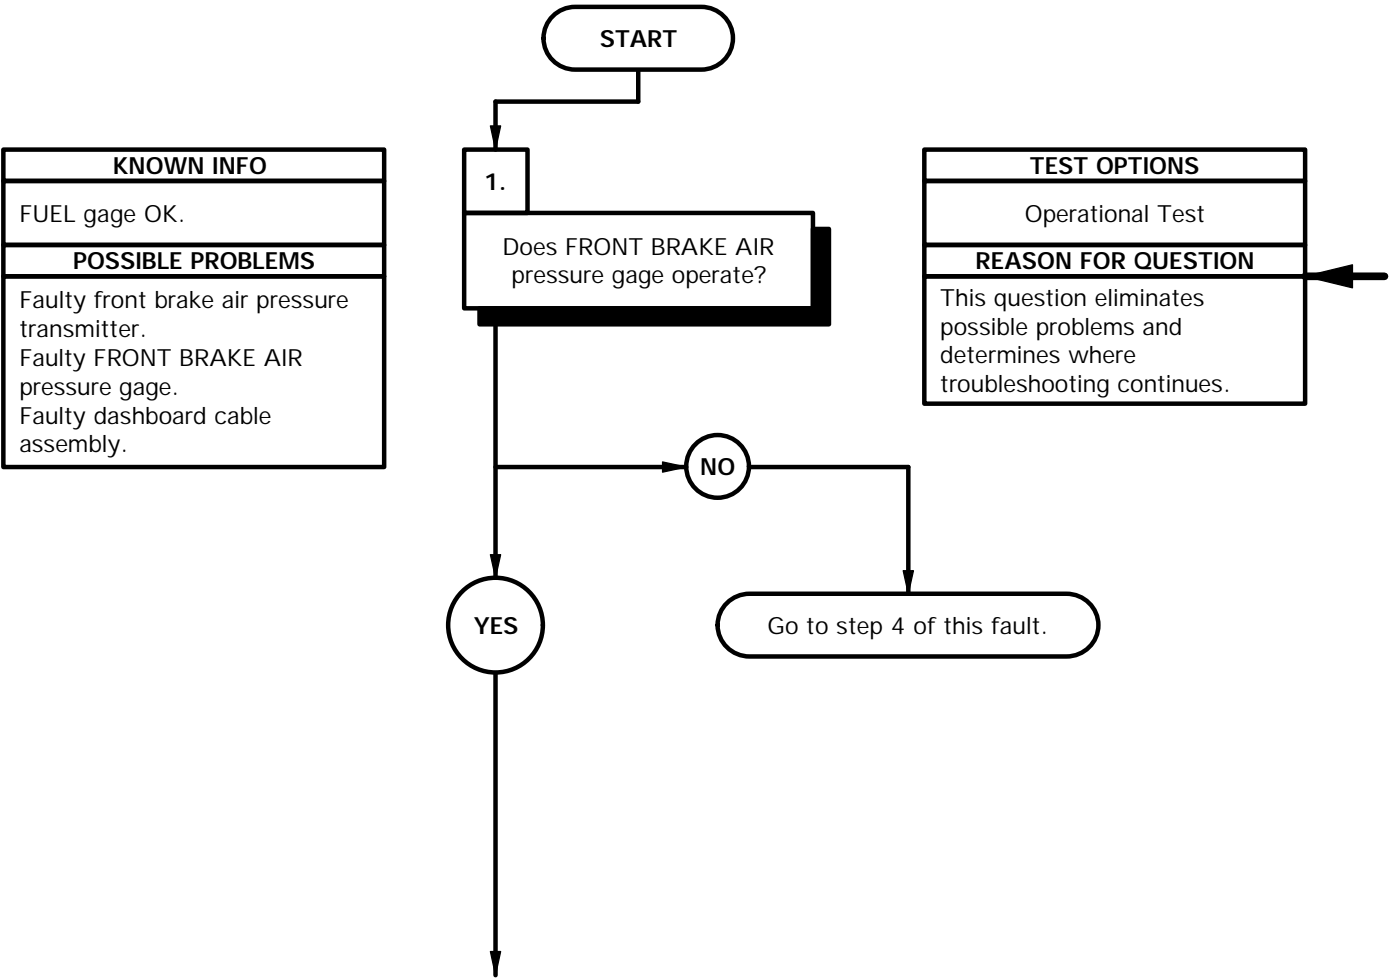 START
KNOWN INFO
FUEL gage OK.
POSSIBLE PROBLEMS
Faulty front brake air pressure
transmitter.
Faulty FRONT BRAKE AIR
pressure gage.
Faulty dashboard cable
assembly.
1.
Does FRONT BRAKE AIR
pressure gage operate?
TEST OPTIONS
Operational Test
REASON FOR QUESTION
This question eliminates
possible problems and
determines where
troubleshooting continues.
NO
YES
Go to step 4 of this fault.